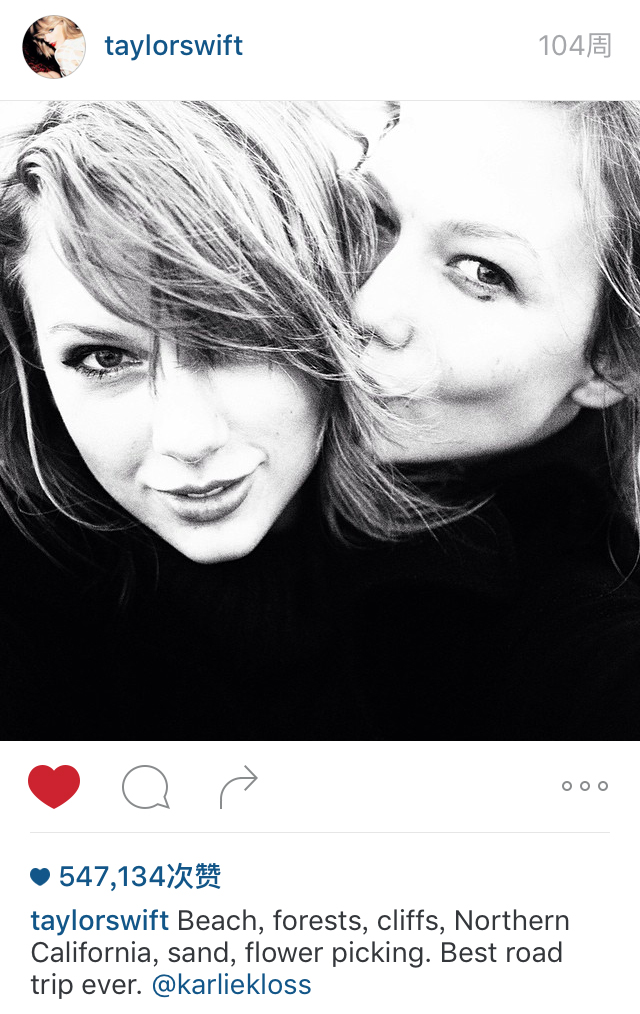 taylorswift
104周
547,134次赞
taylorswift Beach, forests, cliffs, Northern
California, sand, flower picking. Best road
trip ever. @karliekloss